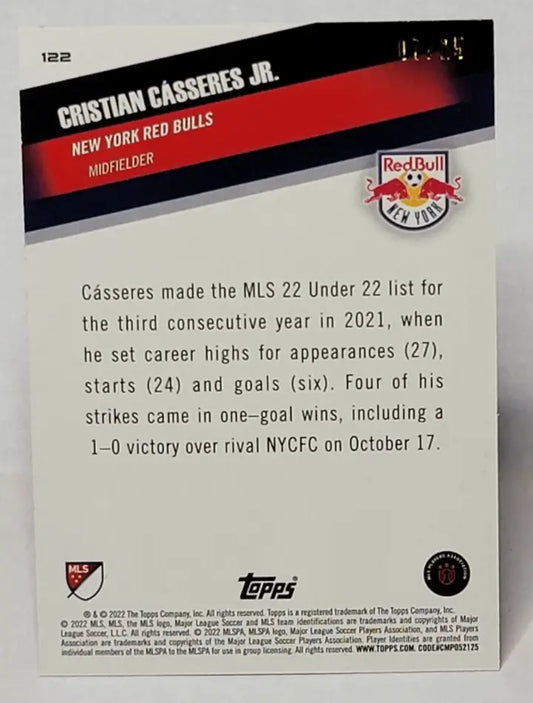 122
CRISTIAN CÁSSERES JR.
NEW YORK RED BULLS
MIDFIELDER
RedBull
NEW YORK
Cásseres made the MLS 22 Under 22 list for
the third consecutive year in 2021, when
he set career highs for appearances (27),
starts (24) and goals (six). Four of his
strikes came in one–goal wins, including a
1–0 victory over rival NYCFC on October 17.
MLS
Topps
® & © 2022 The Topps Company, Inc. All rights reserved. Topps is a registered trademark of The Topps Company, Inc.
© 2022 MLS, MLS, the MLS logo, Major League Soccer and MLS team identifications are trademarks and copyrights of Major
League Soccer, L.L.C. All rights reserved. © 2022 MLSPA, MLSPA logo, Major League Soccer Players Association, and MLS Players
Association are trademarks and copyrights of the Major League Soccer Players Association. Player Identities are granted from
individual members of the MLSPA to the MLSPA for use in group licensing. All rights reserved. WWW.TOPPS.COM. CODE#CMP052125